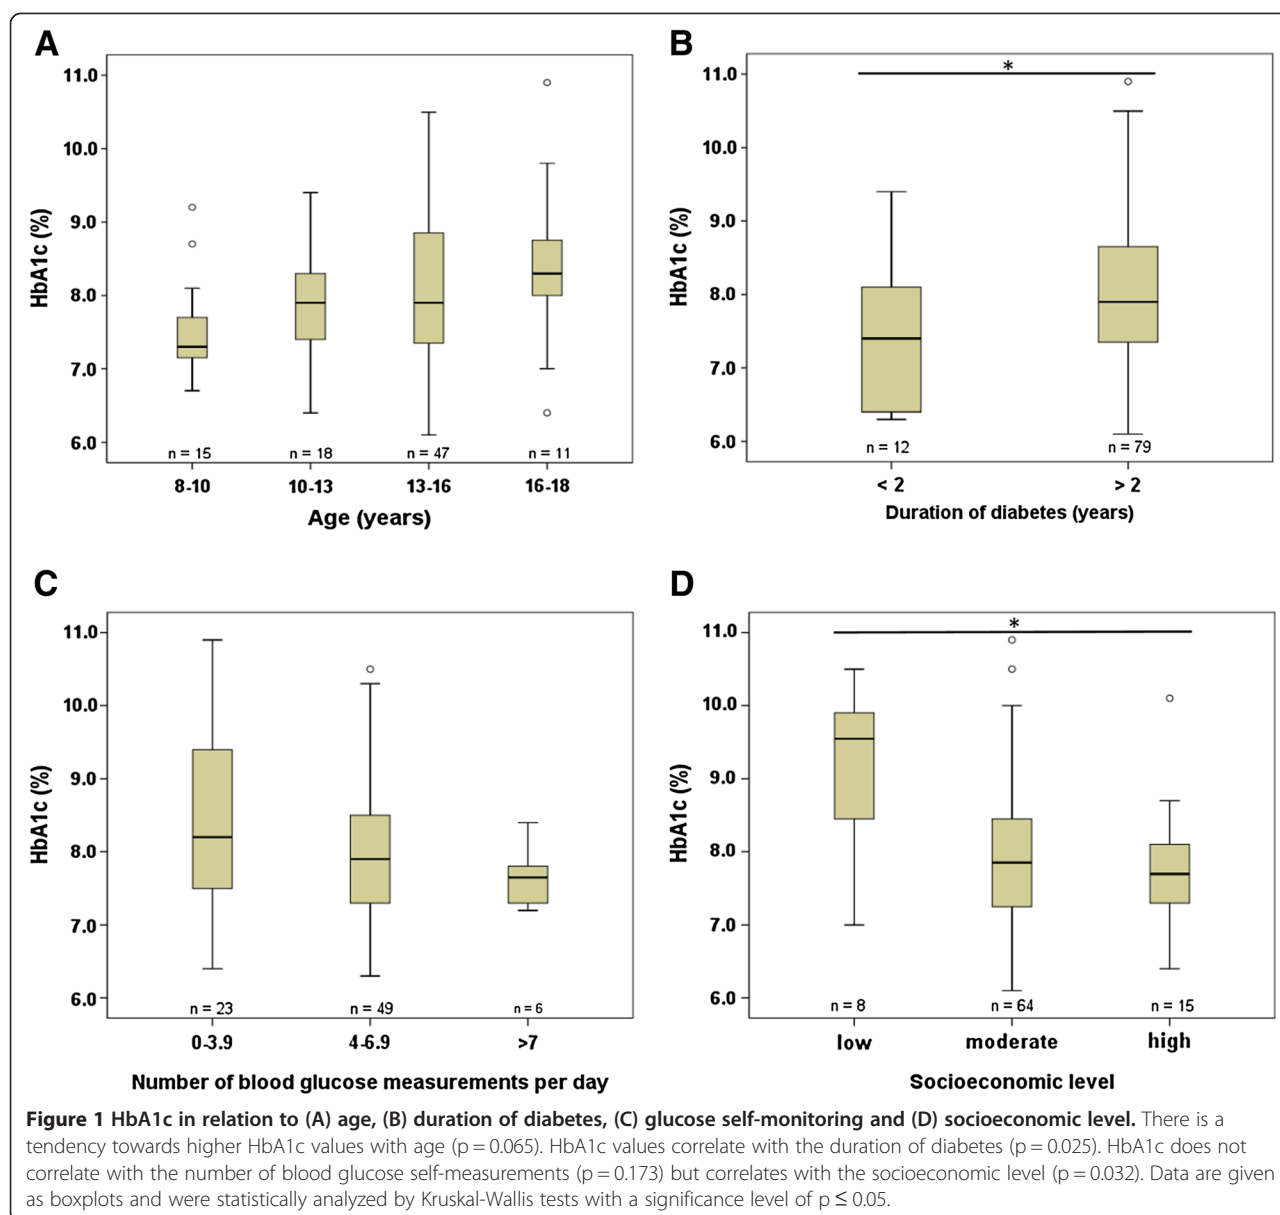 A
11.0
10.0
9.0
8.0
7.0
6.0
HbA1c (%)
n = 15
n = 18
n = 47
n = 11
8-10
10-13
13-16
16-18
Age (years)
B
*
11.0
10.0
9.0
8.0
7.0
6.0
HbA1c (%)
n = 12
n = 79
< 2
> 2
Duration of diabetes (years)
C
11.0
10.0
9.0
8.0
7.0
6.0
HbA1c (%)
n = 23
n = 49
n = 6
0-3.9
4-6.9
>7
Number of blood glucose measurements per day
D
*
11.0
10.0
9.0
8.0
7.0
6.0
HbA1c (%)
n = 8
n = 64
n = 15
low
moderate
high
Socioeconomic level
Figure 1 HbA1c in relation to (A) age, (B) duration of diabetes, (C) glucose self-monitoring and (D) socioeconomic level. There is a
tendency towards higher HbA1c values with age (p = 0.065). HbA1c values correlate with the duration of diabetes (p = 0.025). HbA1c does not
correlate with the number of blood glucose self-measurements (p = 0.173) but correlates with the socioeconomic level (p = 0.032). Data are given
as boxplots and were statistically analyzed by Kruskal-Wallis tests with a significance level of p ≤ 0.05.